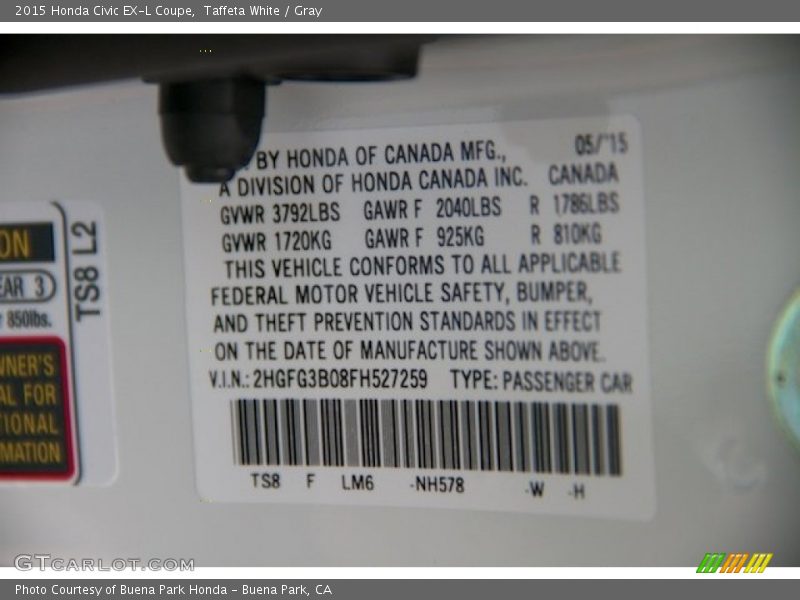 2015 Honda Civic EX-L Coupe, Taffeta White / Gray
BY HONDA OF CANADA MFG., 05/'15
A DIVISION OF HONDA CANADA INC. CANADA
GVWR 3792LBS GAWR F 2040LBS R 1786LBS
GVWR 1720KG GAWR F 925KG R 810KG
THIS VEHICLE CONFORMS TO ALL APPLICABLE
FEDERAL MOTOR VEHICLE SAFETY, BUMPER,
AND THEFT PREVENTION STANDARDS IN EFFECT
ON THE DATE OF MANUFACTURE SHOWN ABOVE.
V.I.N.: 2HGFG3B08FH527259 TYPE: PASSENGER CAR
TS8 F LM6 -NH578 -W -H
ON
EAR 3
850lbs.
WNER'S
AL FOR
TIONAL
MATION
TS8 L2
GTCARLOT.COM
Photo Courtesy of Buena Park Honda - Buena Park, CA